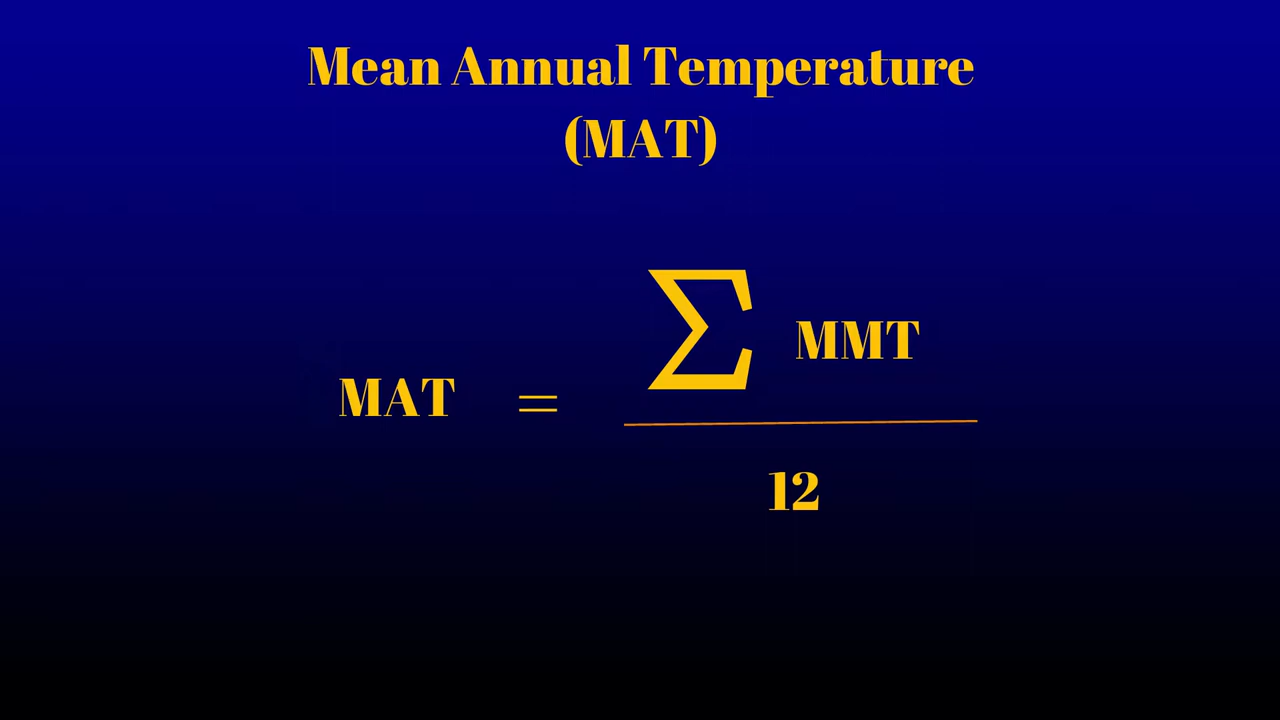 Mean Annual Temperature
(MAT)
Σ MMT
MAT =
12